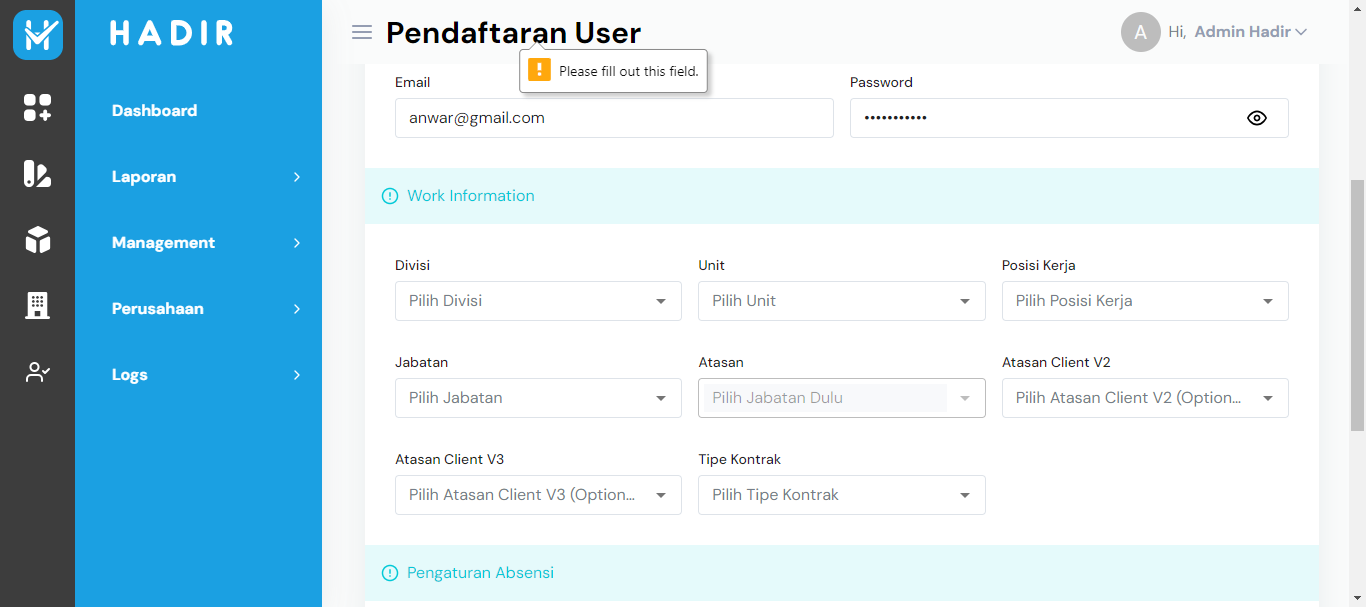 HADIR
Dashboard
Laporan
Management
Perusahaan
Logs
Pendaftaran User
A
Hi, Admin Hadir
Please fill out this field.
Email
Password
anwar@gmail.com
•••••••••••
Work Information
Divisi
Unit
Posisi Kerja
Pilih Divisi
Pilih Unit
Pilih Posisi Kerja
Jabatan
Atasan
Atasan Client V2
Pilih Jabatan
Pilih Jabatan Dulu
Pilih Atasan Client V2 (Option...
Atasan Client V3
Tipe Kontrak
Pilih Atasan Client V3 (Option...
Pilih Tipe Kontrak
Pengaturan Absensi